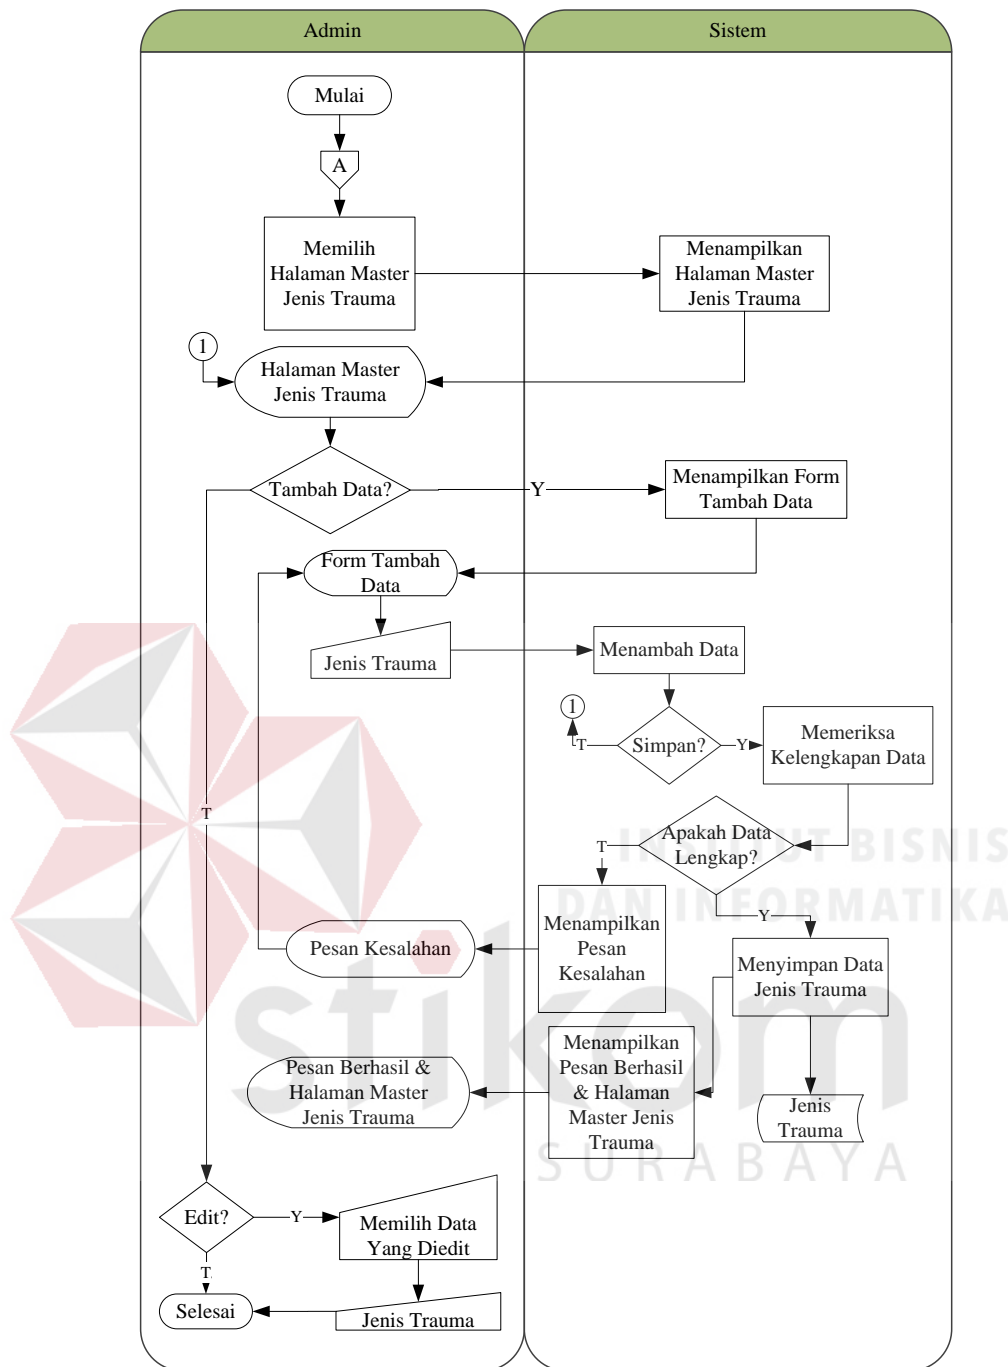 Admin
Sistem
Mulai
A
Memilih
Halaman Master
Jenis Trauma
Menampilkan
Halaman Master
Jenis Trauma
1
Halaman Master
Jenis Trauma
Tambah Data?
Y
Menampilkan Form
Tambah Data
Form Tambah
Data
Jenis Trauma
Menambah Data
1
T
Simpan?
Y
Memeriksa
Kelengkapan Data
T
Apakah Data
Lengkap?
T
Y
INSTITUT BISNIS
DAN INFORMATIKA
Pesan Kesalahan
Menampilkan
Pesan
Kesalahan
Menyimpan Data
Jenis Trauma
stikom
SURABAYA
Pesan Berhasil &
Halaman Master
Jenis Trauma
Menampilkan
Pesan Berhasil
& Halaman
Master Jenis
Trauma
Jenis
Trauma
Edit?
Y
Memilih Data
Yang Diedit
T
Selesai
Jenis Trauma